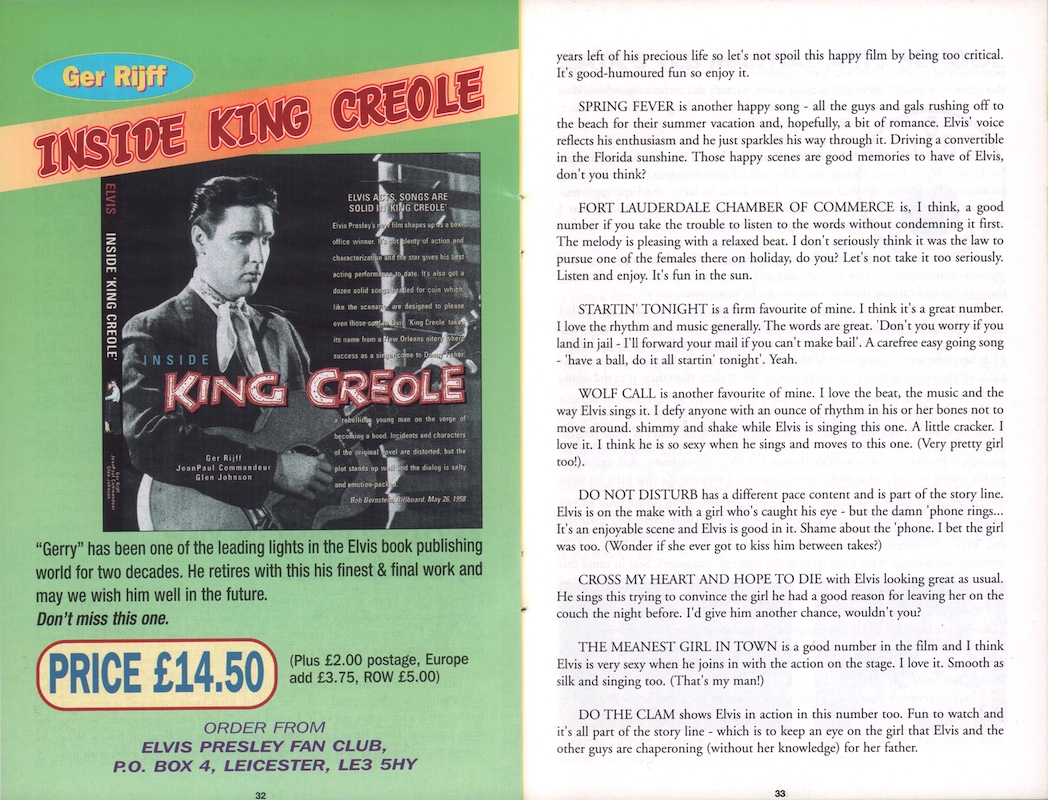 Ger Rijff
INSIDE KING CREOLE
ELVIS
INSIDE 'KING CREOLE'
Ger Rijff
JeanPaul Commandeur
Glen Johnson
ELVIS ACTS, SONGS ARE
SOLID IN 'KING CREOLE'
Elvis Presley's new film shapes up as a box-
office winner. It's got plenty of action and
characterization and the star gives his best
acting performance to date. It's also got a
dozen solid songs headed for coin which,
like the scenario are designed to please
even those cool to Elvis. 'King Creole' takes
its name from a New Orleans nitery where
success as a singer come to Danny Fisher,
INSIDE
KING CREOLE
a rebellious young man on the verge of
becoming a hood. Incidents and characters
of the original novel are distorted, but the
plot stands up well and the dialog is salty
and emotion-packed.
Bob Bernstein, Billboard, May 26, 1958
Ger Rijff
JeanPaul Commandeur
Glen Johnson
“Gerry” has been one of the leading lights in the Elvis book publishing
world for two decades. He retires with this his finest & final work and
may we wish him well in the future.
Don't miss this one.
PRICE £14.50
(Plus £2.00 postage, Europe
add £3.75, ROW £5.00)
ORDER FROM
ELVIS PRESLEY FAN CLUB,
P.O. BOX 4, LEICESTER, LE3 5HY
32
years left of his precious life so let's not spoil this happy film by being too critical.
It's good-humoured fun so enjoy it.
SPRING FEVER is another happy song - all the guys and gals rushing off to
the beach for their summer vacation and, hopefully, a bit of romance. Elvis' voice
reflects his enthusiasm and he just sparkles his way through it. Driving a convertible
in the Florida sunshine. Those happy scenes are good memories to have of Elvis,
don't you think?
FORT LAUDERDALE CHAMBER OF COMMERCE is, I think, a good
number if you take the trouble to listen to the words without condemning it first.
The melody is pleasing with a relaxed beat. I don't seriously think it was the law to
pursue one of the females there on holiday, do you? Let's not take it too seriously.
Listen and enjoy. It's fun in the sun.
STARTIN' TONIGHT is a firm favourite of mine. I think it's a great number.
I love the rhythm and music generally. The words are great. 'Don't you worry if you
land in jail - I'll forward your mail if you can't make bail'. A carefree easy going song
- 'have a ball, do it all startin' tonight'. Yeah.
WOLF CALL is another favourite of mine. I love the beat, the music and the
way Elvis sings it. I defy anyone with an ounce of rhythm in his or her bones not to
move around. shimmy and shake while Elvis is singing this one. A little cracker. I
love it. I think he is so sexy when he sings and moves to this one. (Very pretty girl
too!).
DO NOT DISTURB has a different pace content and is part of the story line.
Elvis is on the make with a girl who's caught his eye - but the damn 'phone rings...
It's an enjoyable scene and Elvis is good in it. Shame about the 'phone. I bet the girl
was too. (Wonder if she ever got to kiss him between takes?)
CROSS MY HEART AND HOPE TO DIE with Elvis looking great as usual.
He sings this trying to convince the girl he had a good reason for leaving her on the
couch the night before. I'd give him another chance, wouldn't you?
THE MEANEST GIRL IN TOWN is a good number in the film and I think
Elvis is very sexy when he joins in with the action on the stage. I love it. Smooth as
silk and singing too. (That's my man!)
DO THE CLAM shows Elvis in action in this number too. Fun to watch and
it's all part of the story line - which is to keep an eye on the girl that Elvis and the
other guys are chaperoning (without her knowledge) for her father.
33